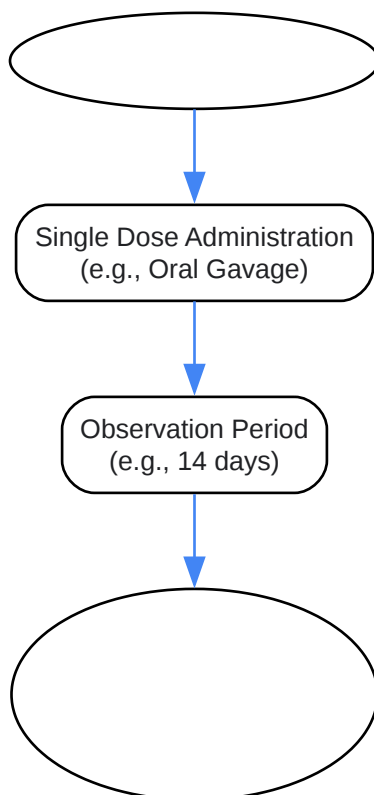 Single Dose Administration
(e.g., Oral Gavage)
Observation Period
(e.g., 14 days)